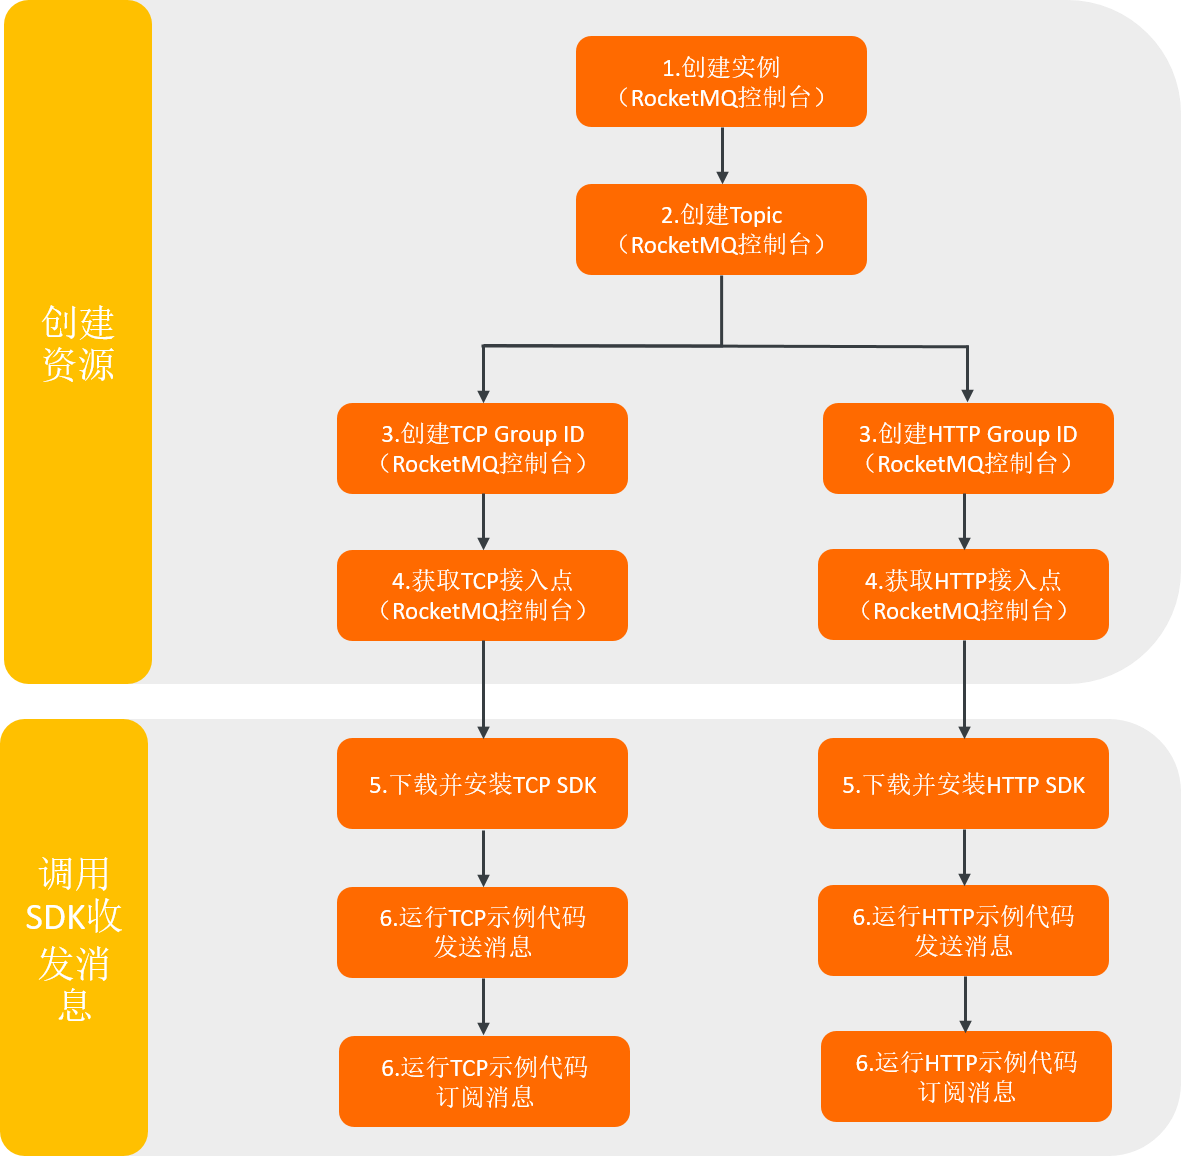 创建
资源
1.创建实例
（RocketMQ控制台）
2.创建Topic
（RocketMQ控制台）
3.创建TCP Group ID
（RocketMQ控制台）
3.创建HTTP Group ID
（RocketMQ控制台）
4.获取TCP接入点
（RocketMQ控制台）
4.获取HTTP接入点
（RocketMQ控制台）
调用
SDK收
发消
息
5.下载并安装TCP SDK
5.下载并安装HTTP SDK
6.运行TCP示例代码
发送消息
6.运行HTTP示例代码
发送消息
6.运行TCP示例代码
订阅消息
6.运行HTTP示例代码
订阅消息